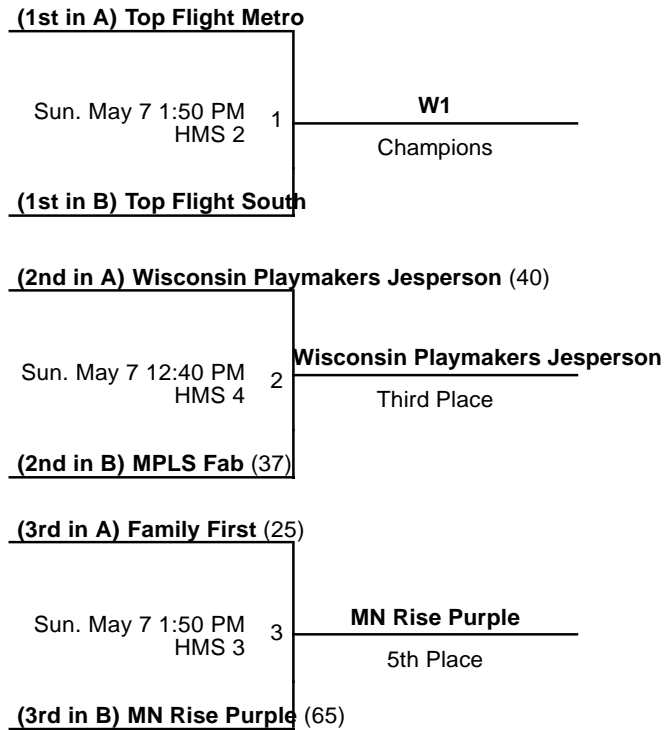 (1st in A) Top Flight Metro
Sun. May 7 1:50 PM
HMS 2
1
W1
Champions
(1st in B) Top Flight South
(2nd in A) Wisconsin Playmakers Jesperson (40)
Sun. May 7 12:40 PM
HMS 4
2
Wisconsin Playmakers Jesperson
Third Place
(2nd in B) MPLS Fab (37)
(3rd in A) Family First (25)
Sun. May 7 1:50 PM
HMS 3
3
MN Rise Purple
5th Place
(3rd in B) MN Rise Purple (65)